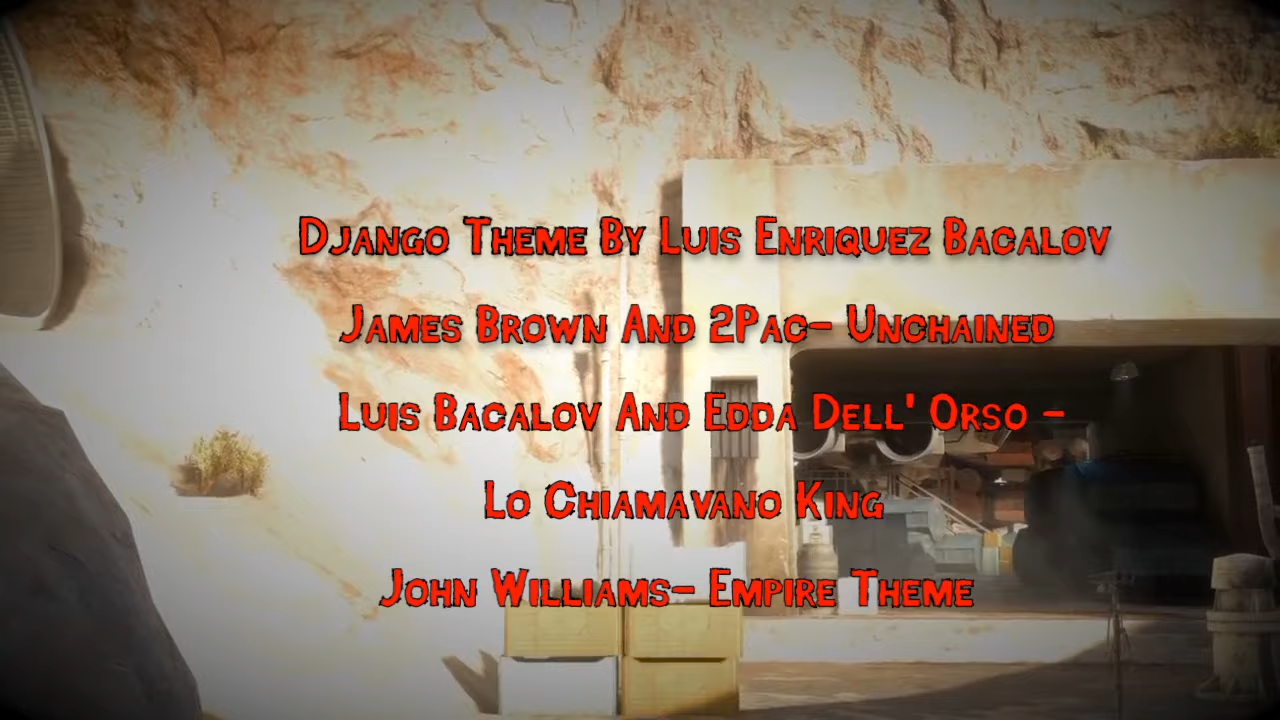 Django Theme By Luis Enriquez Bacalov
James Brown And 2Pac- Unchained
Luis Bacalov And Edda Dell' Orso -
Lo Chiamavano King
John Williams- Empire Theme